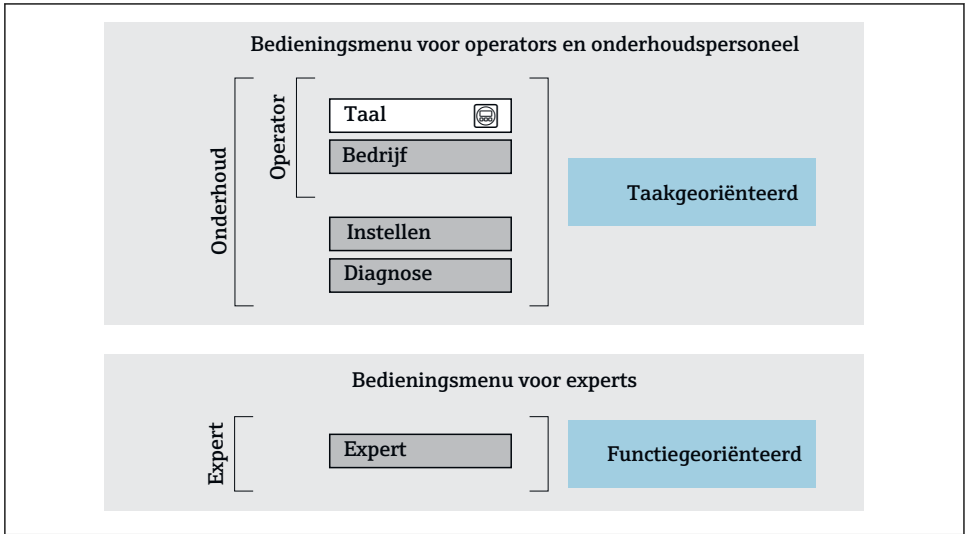 Bedieningsmenu voor operators en onderhoudspersoneel
Onderhoud
Operator
Taal
Bedrijf
Instellen
Diagnose
Taakgeoriënteerd
Bedieningsmenu voor experts
Expert
Expert
Functiegeoriënteerd